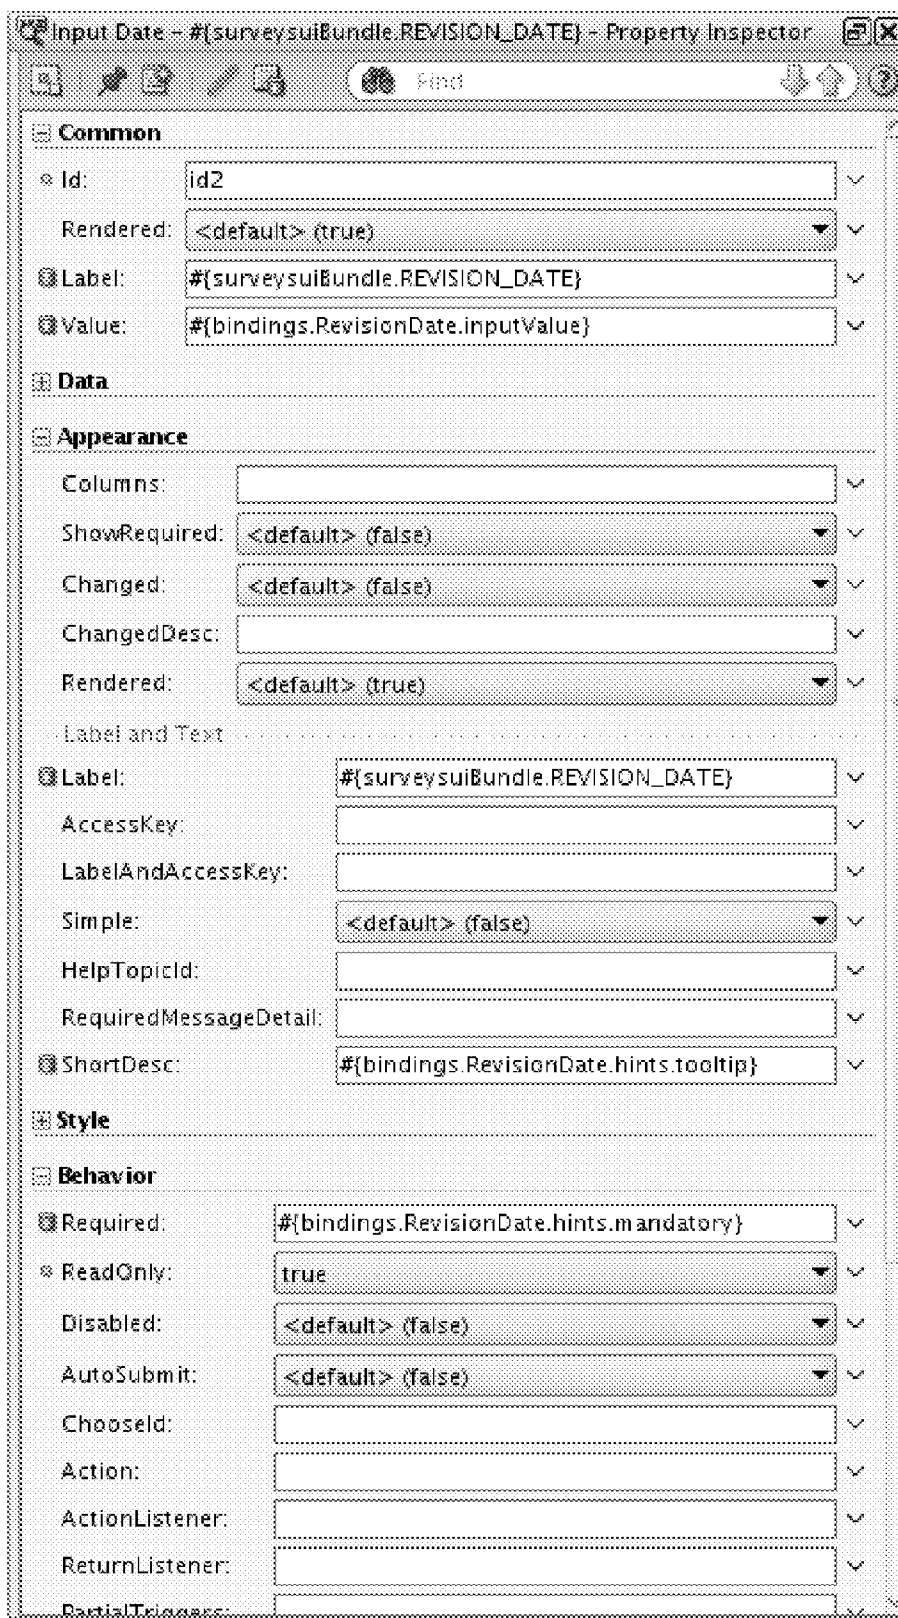 Input Date - #{surveysuiBundle.REVISION_DATE} - Property Inspector
Find
Common
Id: id2
Rendered: <default> (true)
Label: #{surveysuiBundle.REVISION_DATE}
Value: #{bindings.RevisionDate.inputValue}
Data
Appearance
Columns:
ShowRequired: <default> (false)
Changed: <default> (false)
ChangedDesc:
Rendered: <default> (true)
Label and Text
Label: #{surveysuiBundle.REVISION_DATE}
AccessKey:
LabelAndAccessKey:
Simple: <default> (false)
HelpTopicId:
RequiredMessageDetail:
ShortDesc: #{bindings.RevisionDate.hints.tooltip}
Style
Behavior
Required: #{bindings.RevisionDate.hints.mandatory}
ReadOnly: true
Disabled: <default> (false)
AutoSubmit: <default> (false)
ChooseId:
Action:
ActionListener:
ReturnListener:
PartialTriggers: